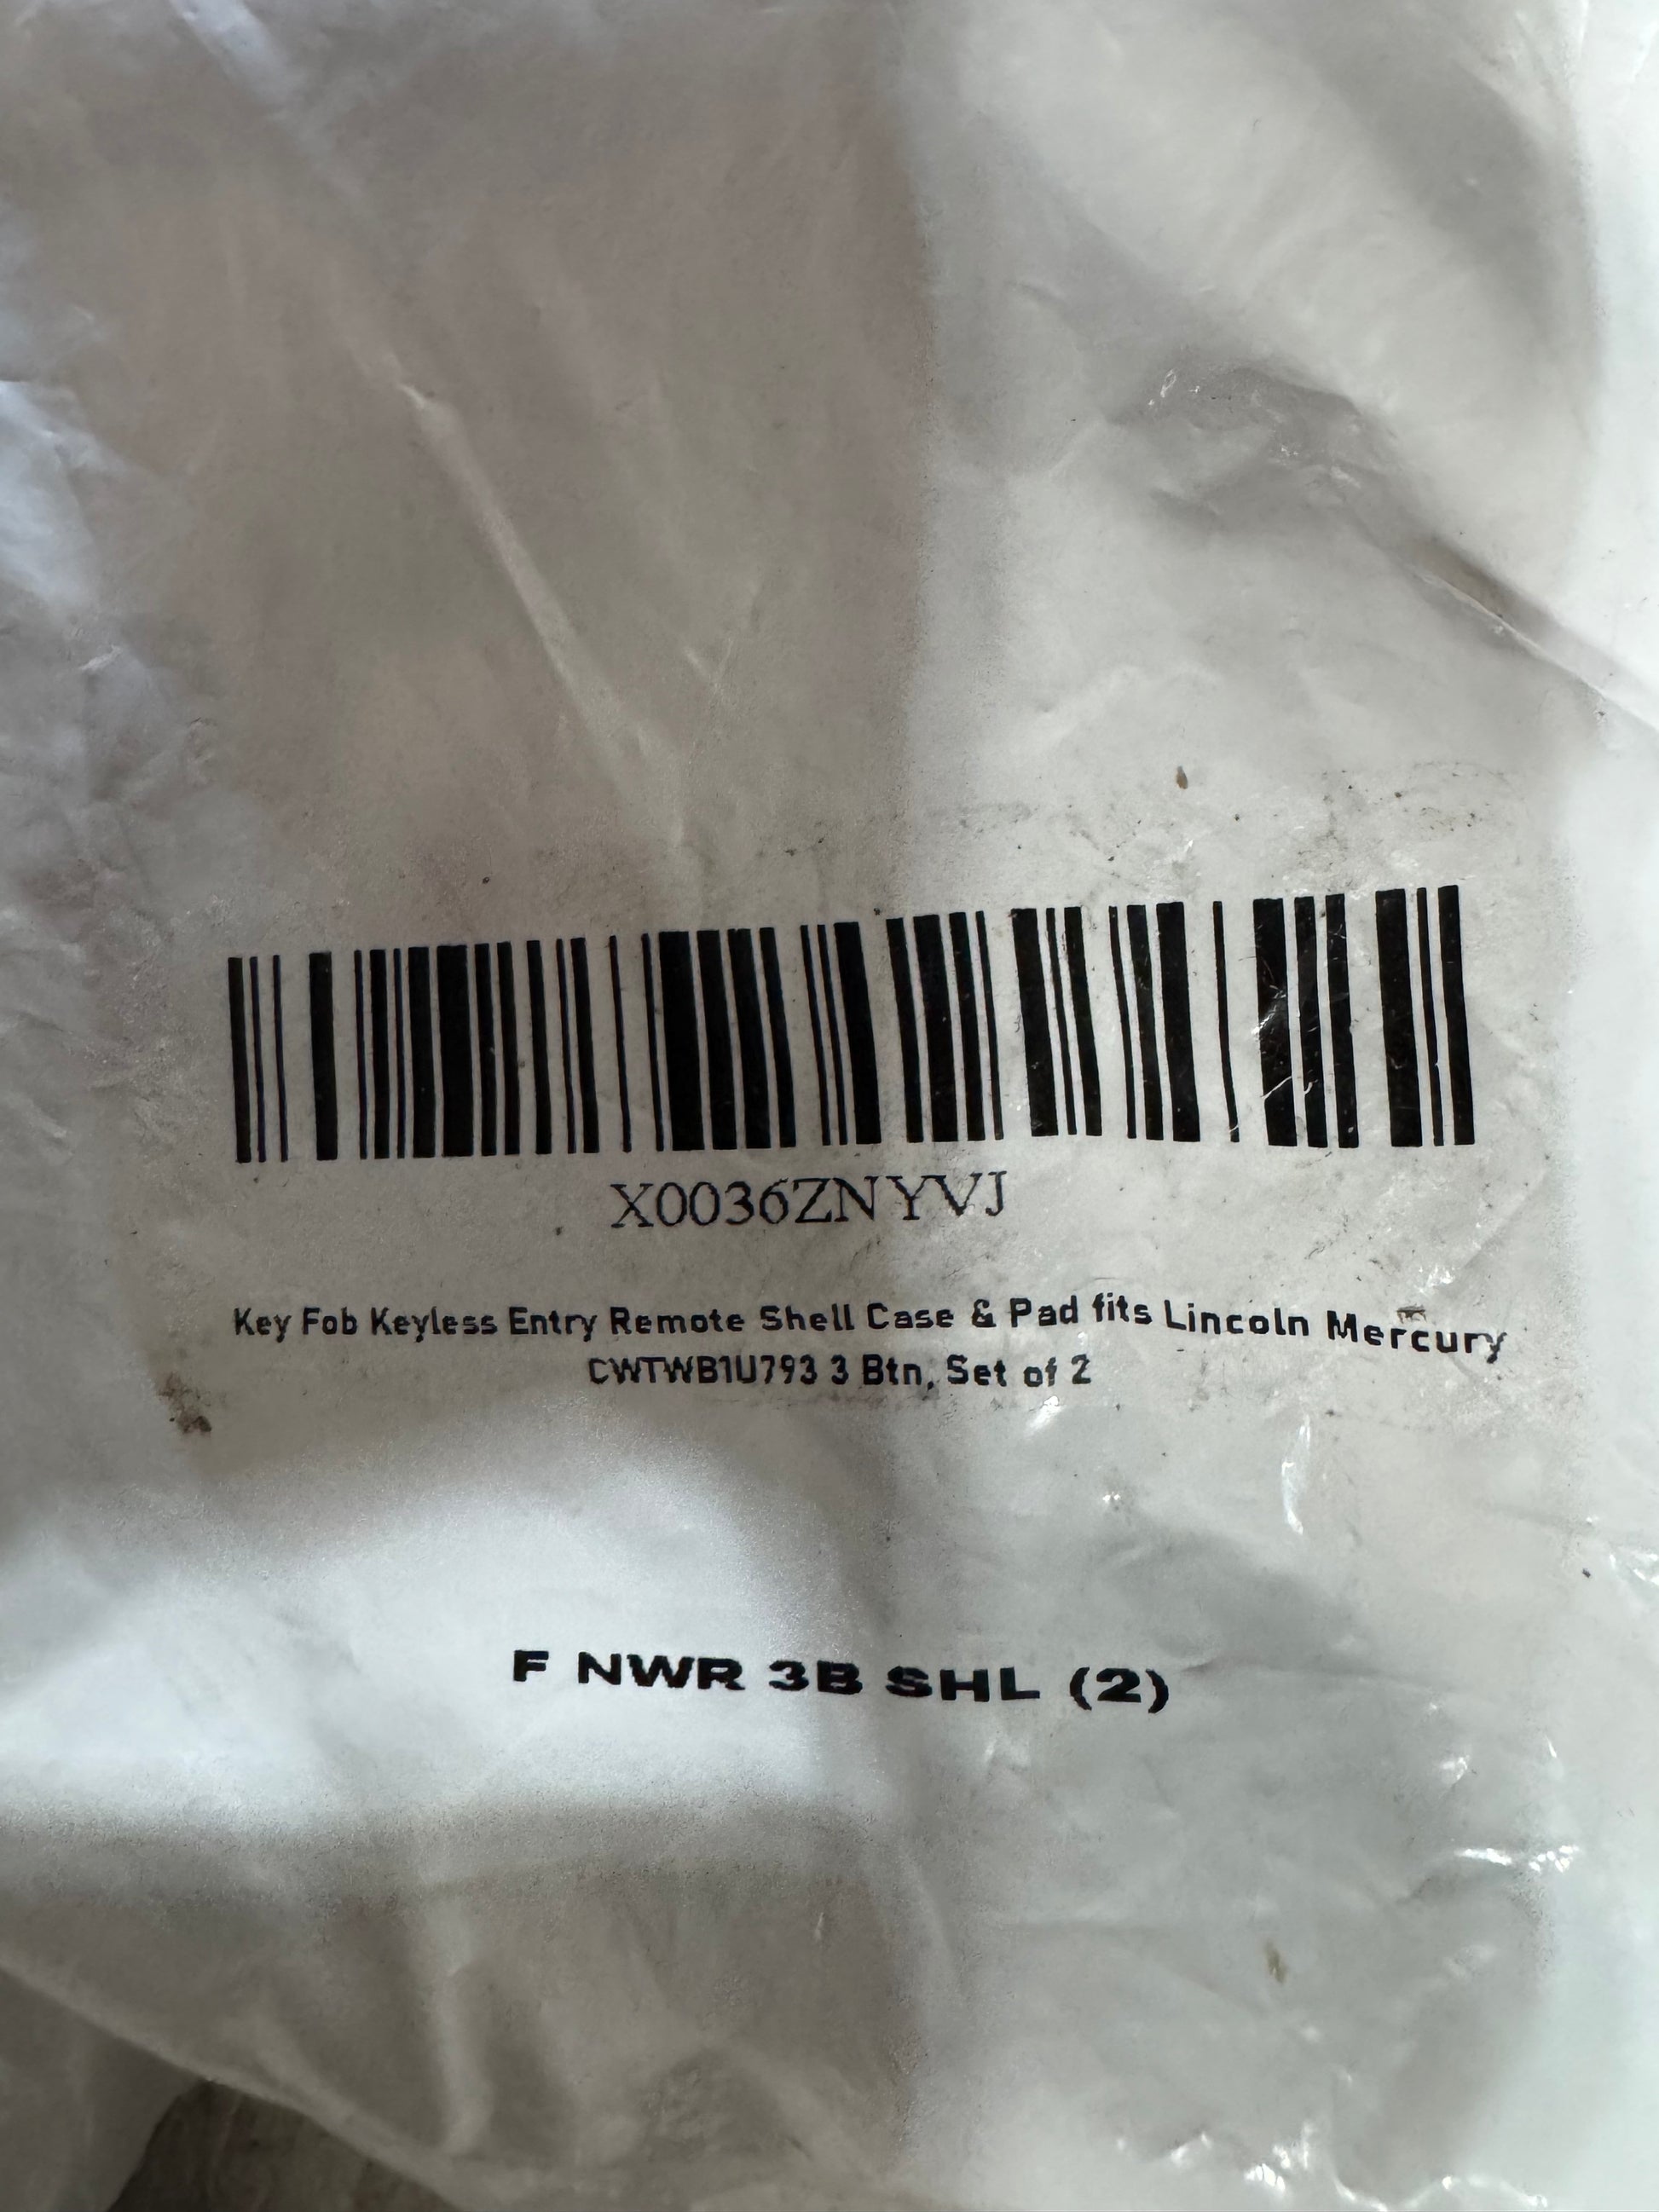 X0036ZNYVJ
Key Fob Keyless Entry Remote Shell Case & Pad fits Lincoln Mercury
CWTWB1U793 3 Btn, Set of 2
F NWR 3B SHL (2)